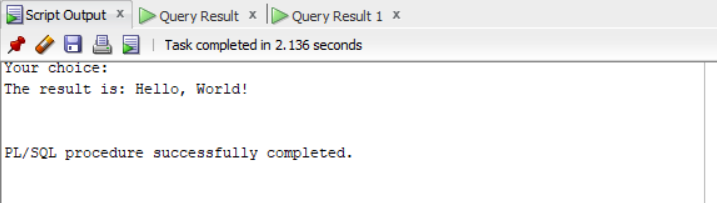 Script Output x Query Result x Query Result 1 x
Task completed in 2.136 seconds
Your choice:
The result is: Hello, World!
PL/SQL procedure successfully completed.